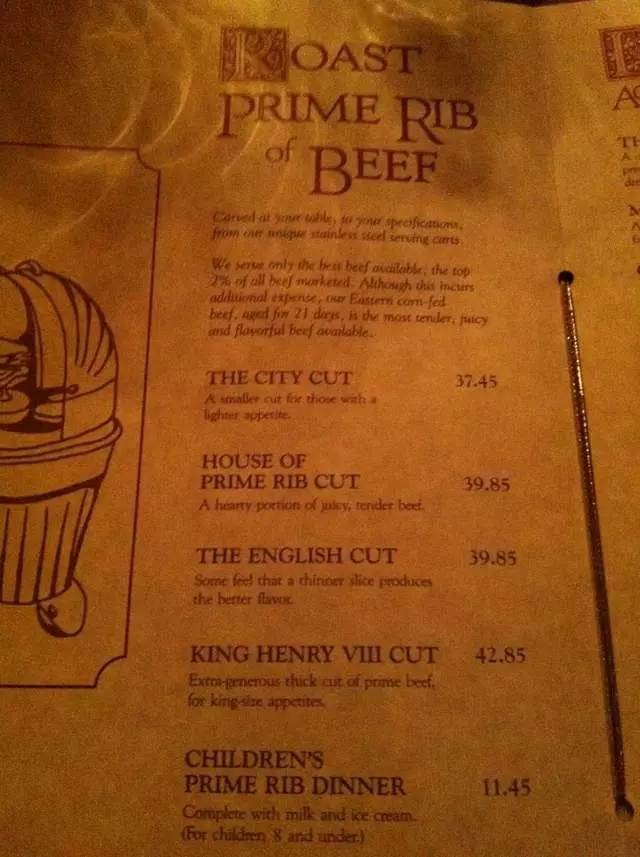 ROAST
PRIME RIB
of BEEF
Carved at your table, to your specifications,
from our unique stainless steel serving carts.
We serve only the best beef available, the top
2% of all beef marketed. Although this incurs
additional expense, our Eastern corn-fed
beef, aged for 21 days, is the most tender, juicy
and flavorful beef available.
THE CITY CUT 37.45
A smaller cut for those with a
lighter appetite.
HOUSE OF
PRIME RIB CUT 39.85
A hearty portion of juicy, tender beef.
THE ENGLISH CUT 39.85
Some feel that a thinner slice produces
the better flavor.
KING HENRY VIII CUT 42.85
Extra-generous thick cut of prime beef,
for king-size appetites.
CHILDREN'S
PRIME RIB DINNER 11.45
Complete with milk and ice cream.
(For children 8 and under.)